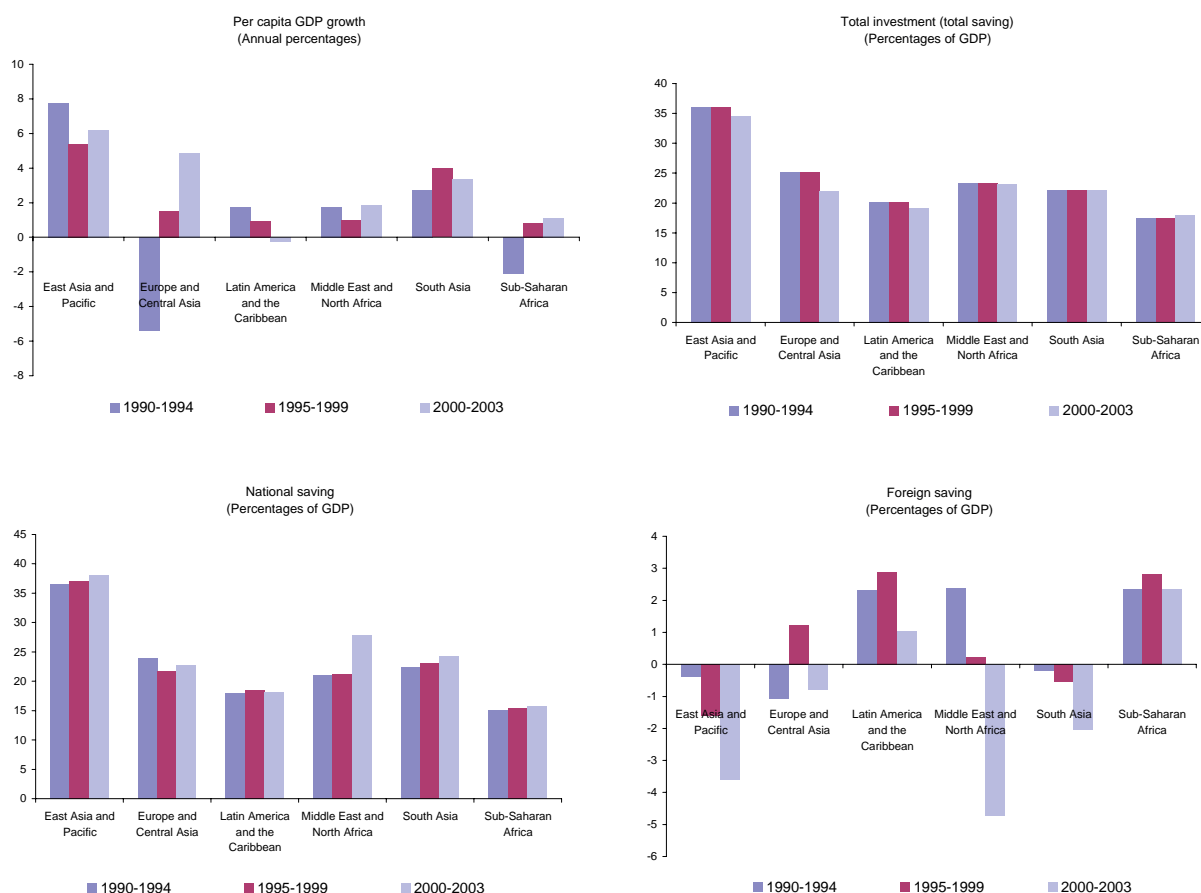 Per capita GDP growth
(Annual percentages)
10
8
6
4
2
0
-2
-4
-6
-8
East Asia and
Pacific
Europe and
Central Asia
Latin America
and the
Caribbean
Middle East and
North Africa
South Asia
Sub-Saharan
Africa
1990-1994
1995-1999
2000-2003
Total investment (total saving)
(Percentages of GDP)
40
35
30
25
20
15
10
5
0
East Asia and
Pacific
Europe and
Central Asia
Latin America
and the
Caribbean
Middle East and
North Africa
South Asia
Sub-Saharan
Africa
1990-1994
1995-1999
2000-2003
National saving
(Percentages of GDP)
45
40
35
30
25
20
15
10
5
0
East Asia and
Pacific
Europe and
Central Asia
Latin America
and the
Caribbean
Middle East and
North Africa
South Asia
Sub-Saharan
Africa
1990-1994
1995-1999
2000-2003
Foreign saving
(Percentages of GDP)
4
3
2
1
0
-1
-2
-3
-4
-5
-6
East Asia and
Pacific
Europe and
Central Asia
Latin America
and the
Caribbean
Middle East and
North Africa
South Asia
Sub-Saharan
Africa
1990-1994
1995-1999
2000-2003